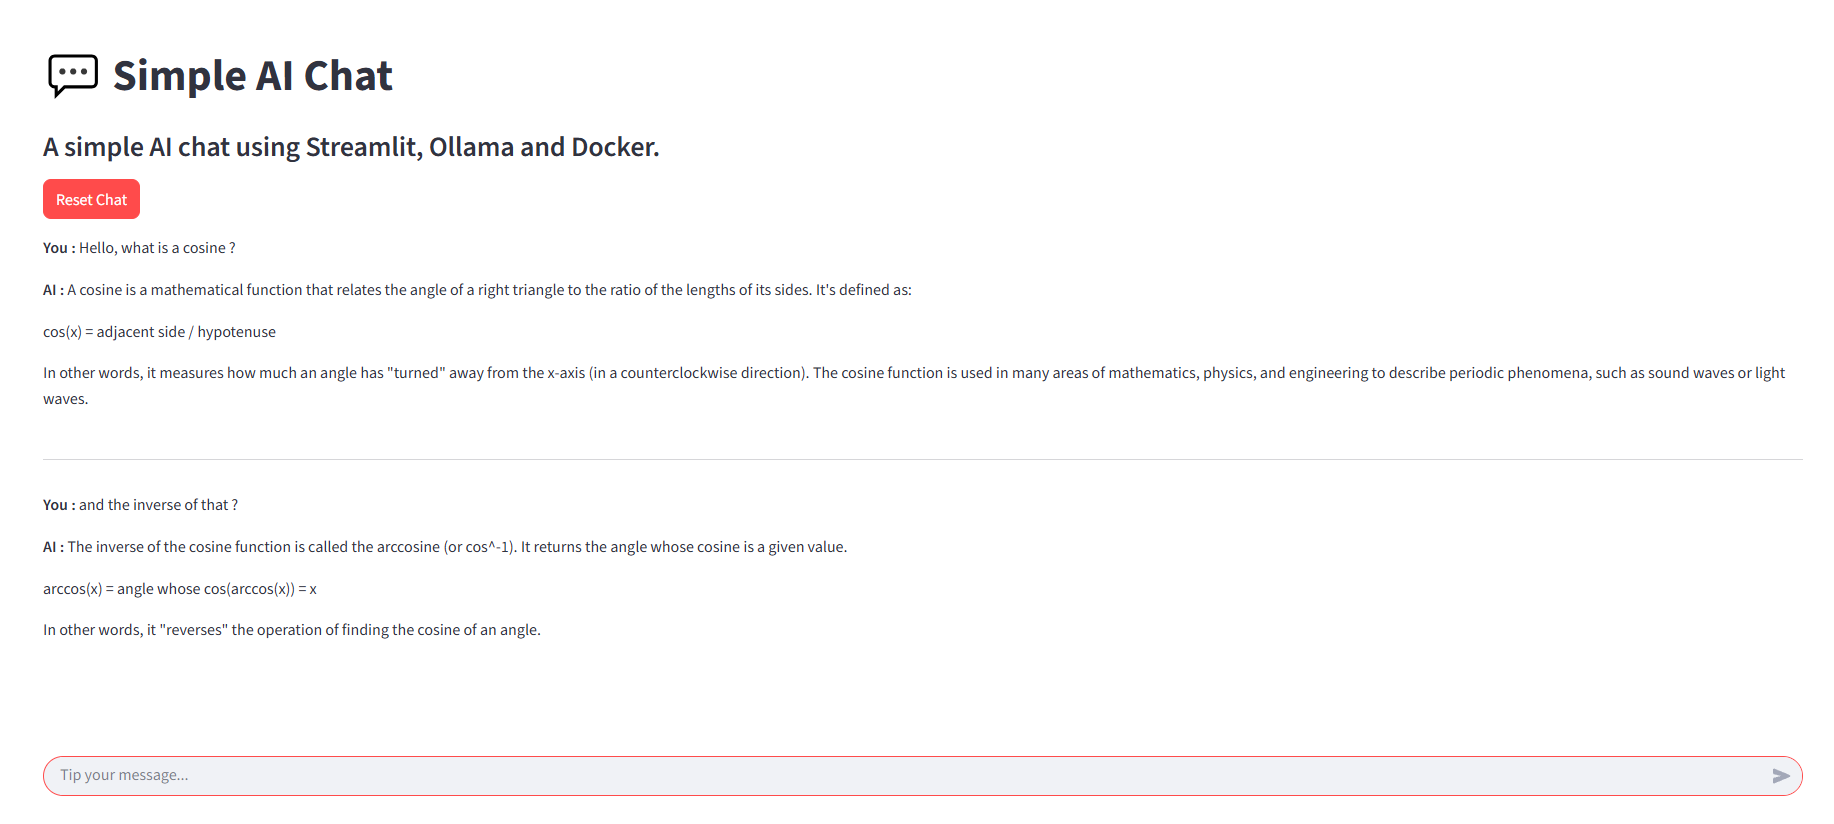 Simple AI Chat
A simple AI chat using Streamlit, Ollama and Docker.
Reset Chat
You : Hello, what is a cosine ?
AI : A cosine is a mathematical function that relates the angle of a right triangle to the ratio of the lengths of its sides. It's defined as:
cos(x) = adjacent side / hypotenuse
In other words, it measures how much an angle has "turned" away from the x-axis (in a counterclockwise direction). The cosine function is used in many areas of mathematics, physics, and engineering to describe periodic phenomena, such as sound waves or light
waves.
You : and the inverse of that ?
AI : The inverse of the cosine function is called the arccosine (or cos^-1). It returns the angle whose cosine is a given value.
arccos(x) = angle whose cos(arccos(x)) = x
In other words, it "reverses" the operation of finding the cosine of an angle.
Tip your message...